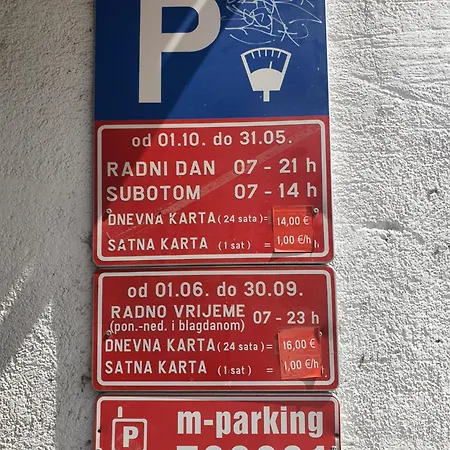 P
od 01.10. do 31.05.
RADNI DAN 07 - 21 h
SUBOTOM 07 - 14 h
DNEVNA KARTA ( 24 sata ) = 14,00 €
SATNA KARTA ( 1 sat ) = 1,00 €/h
od 01.06. do 30.09.
RADNO VRIJEME
(pon.-ned. i blagdanom) 07 - 23 h
DNEVNA KARTA ( 24 sata ) = 16,00 €
SATNA KARTA ( 1 sat ) = 1,00 €/h
m-parking
P